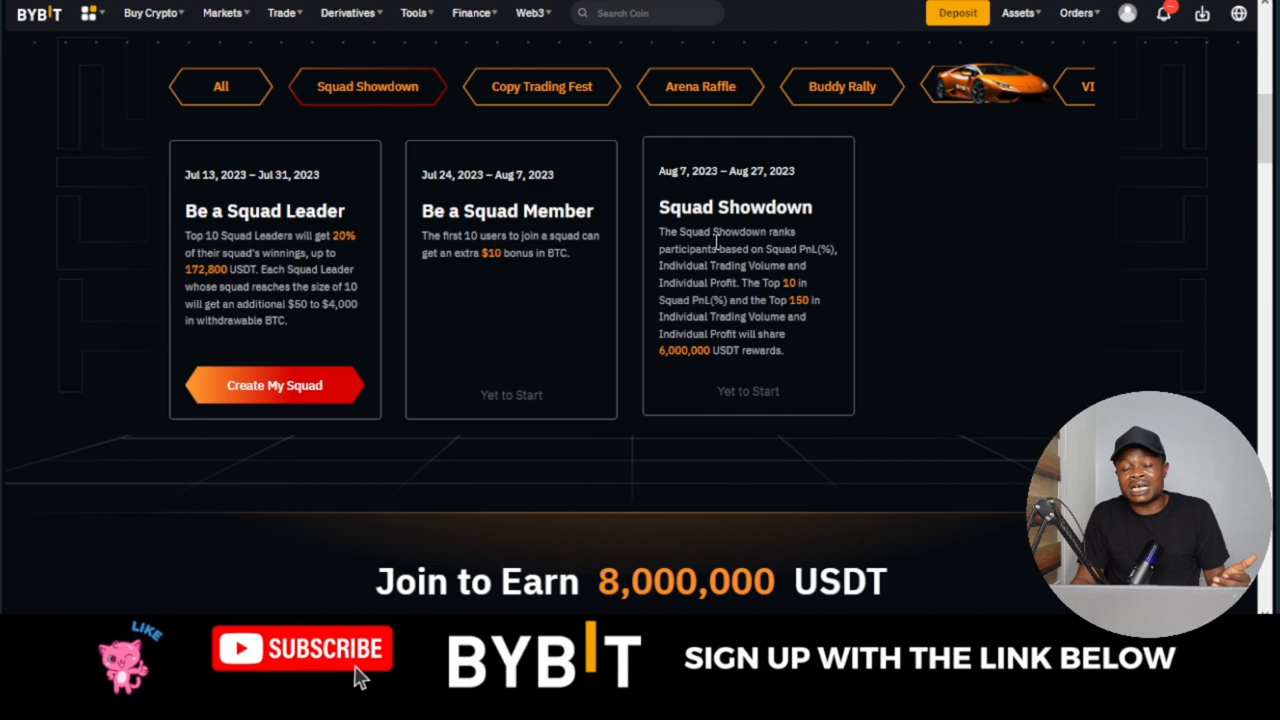 BYBIT
Buy Crypto
Markets
Trade
Derivatives
Tools
Finance
Web3
Search Coin
Deposit
Assets
Orders
All
Squad Showdown
Copy Trading Fest
Arena Raffle
Buddy Rally
VI
Jul 13, 2023 – Jul 31, 2023
Be a Squad Leader
Top 10 Squad Leaders will get 20%
of their squad's winnings, up to
172,800 USDT. Each Squad Leader
whose squad reaches the size of 10
will get an additional $50 to $4,000
in withdrawable BTC.
Create My Squad
Jul 24, 2023 – Aug 7, 2023
Be a Squad Member
The first 10 users to join a squad can
get an extra $10 bonus in BTC.
Yet to Start
Aug 7, 2023 – Aug 27, 2023
Squad Showdown
The Squad Showdown ranks
participants based on Squad PnL(%),
Individual Trading Volume and
Individual Profit. The Top 10 in
Squad PnL(%) and the Top 150 in
Individual Trading Volume and
Individual Profit will share
6,000,000 USDT rewards.
Yet to Start
Join to Earn 8,000,000 USDT
LIKE
SUBSCRIBE
BYBIT
SIGN UP WITH THE LINK BELOW